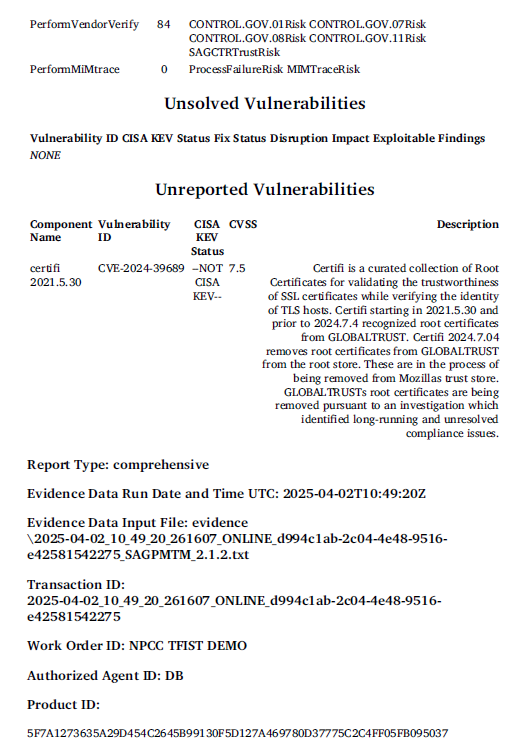 PerformVendorVerify 84 CONTROL.GOV.01Risk CONTROL.GOV.07Risk
CONTROL.GOV.08Risk CONTROL.GOV.11Risk
SAGCTRTrustRisk
PerformMiMtrace 0 ProcessFailureRisk MIMTraceRisk
Unsolved Vulnerabilities
Vulnerability ID CISA KEV Status Fix Status Disruption Impact Exploitable Findings
NONE
Unreported Vulnerabilities
Component Vulnerability CISA CVSS Description
Name ID KEV
Status
certifi CVE-2024-39689 --NOT 7.5 Certifi is a curated collection of Root
2021.5.30 CISA Certificates for validating the trustworthiness
KEV-- of SSL certificates while verifying the identity
of TLS hosts. Certifi starting in 2021.5.30 and
prior to 2024.7.4 recognized root certificates
from GLOBALTRUST. Certifi 2024.7.04
removes root certificates from GLOBALTRUST
from the root store. These are in the process of
being removed from Mozillas trust store.
GLOBALTRUSTs root certificates are being
removed pursuant to an investigation which
identified long-running and unresolved
compliance issues.
Report Type: comprehensive
Evidence Data Run Date and Time UTC: 2025-04-02T10:49:20Z
Evidence Data Input File: evidence
\2025-04-02_10_49_20_261607_ONLINE_d994c1ab-2c04-4e48-9516-
e42581542275_SAGPMTM_2.1.2.txt
Transaction ID:
2025-04-02_10_49_20_261607_ONLINE_d994c1ab-2c04-4e48-9516-
e42581542275
Work Order ID: NPCC TFIST DEMO
Authorized Agent ID: DB
Product ID:
5F7A1273635A29D454C2645B99130F5D127A469780D37775C2C4FF05FB095037